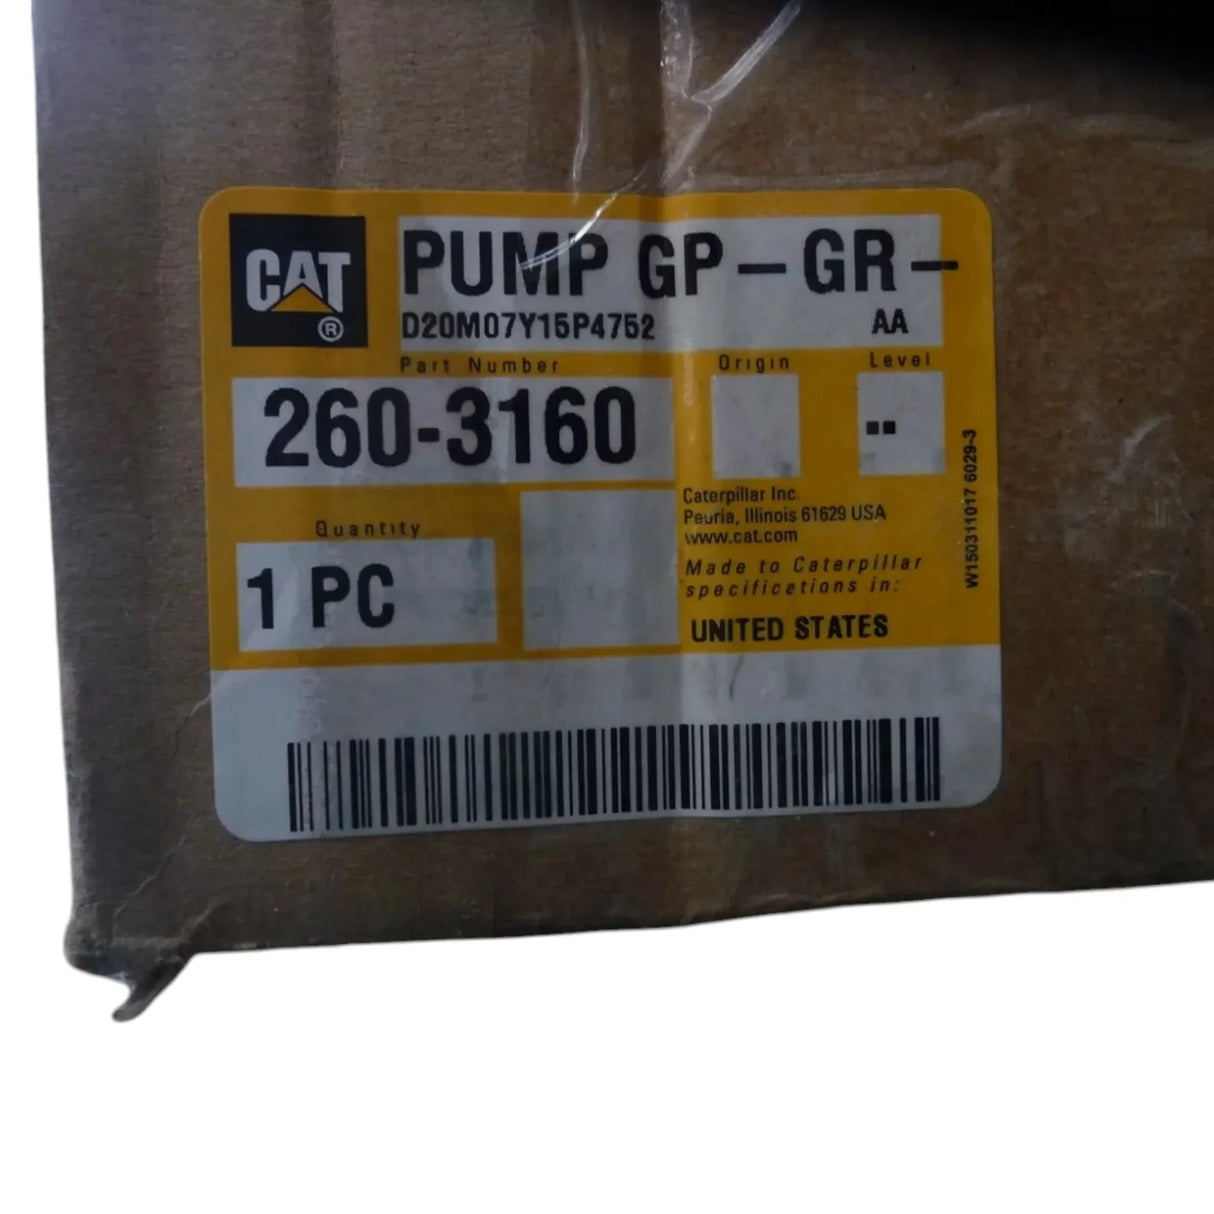 CAT
®
PUMP GP-GR-
D20M07Y15P4752 AA
Part Number Origin Level
260-3160 --
Quantity
1 PC
Caterpillar Inc.
Peoria, Illinois 61629 USA
www.cat.com
Made to Caterpillar
specifications in:
UNITED STATES
W150311017 6029-3